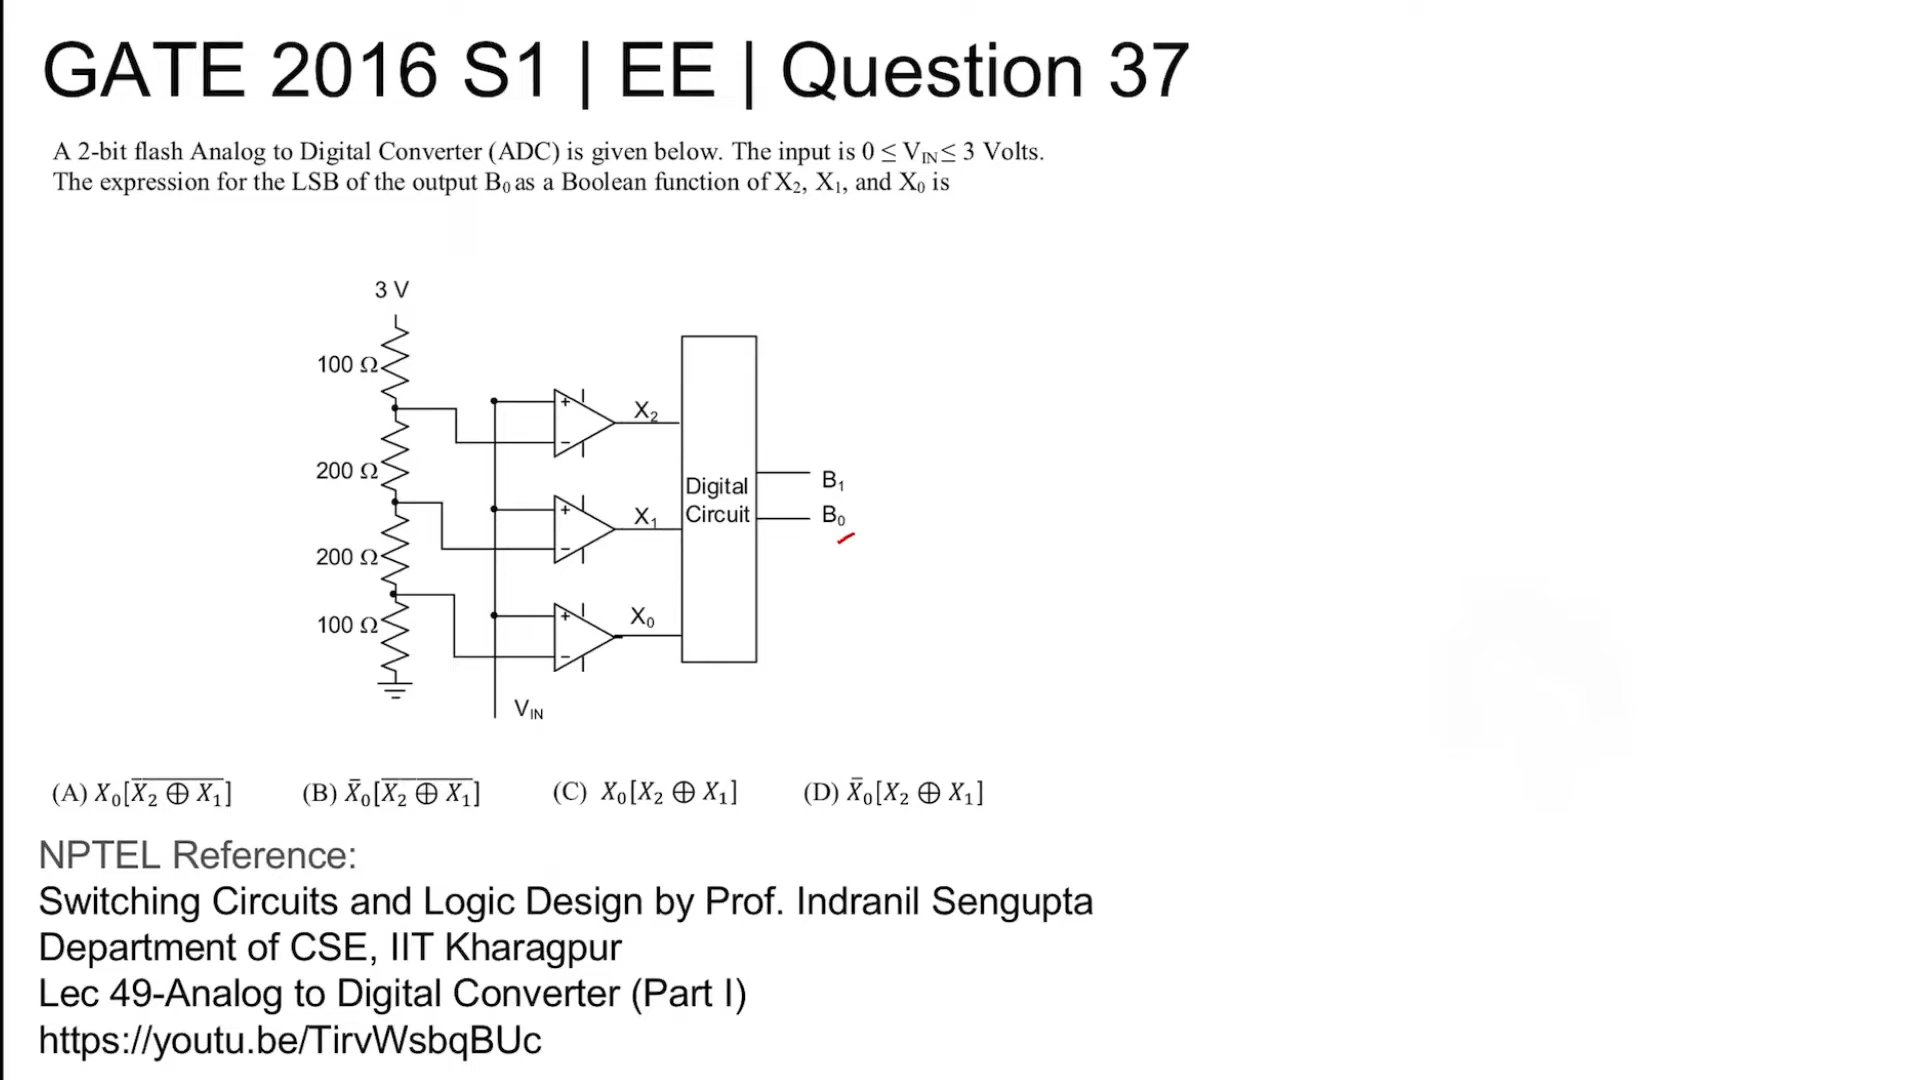 GATE 2016 S1 | EE | Question 37
A 2-bit flash Analog to Digital Converter (ADC) is given below. The input is 0 ≤ V_IN ≤ 3 Volts.
The expression for the LSB of the output B₀ as a Boolean function of X₂, X₁, and X₀ is
3 V
100 Ω
200 Ω
200 Ω
100 Ω
+
−
X₂
+
−
X₁
+
−
X₀
V_IN
Digital
Circuit
B₁
B₀
(A) X₀[\overline{X₂ ⊕ X₁}] (B) X̄₀[\overline{X₂ ⊕ X₁}] (C) X₀[X₂ ⊕ X₁] (D) X̄₀[X₂ ⊕ X₁]
NPTEL Reference:
Switching Circuits and Logic Design by Prof. Indranil Sengupta
Department of CSE, IIT Kharagpur
Lec 49-Analog to Digital Converter (Part I)
https://youtu.be/TirvWsbqBUc